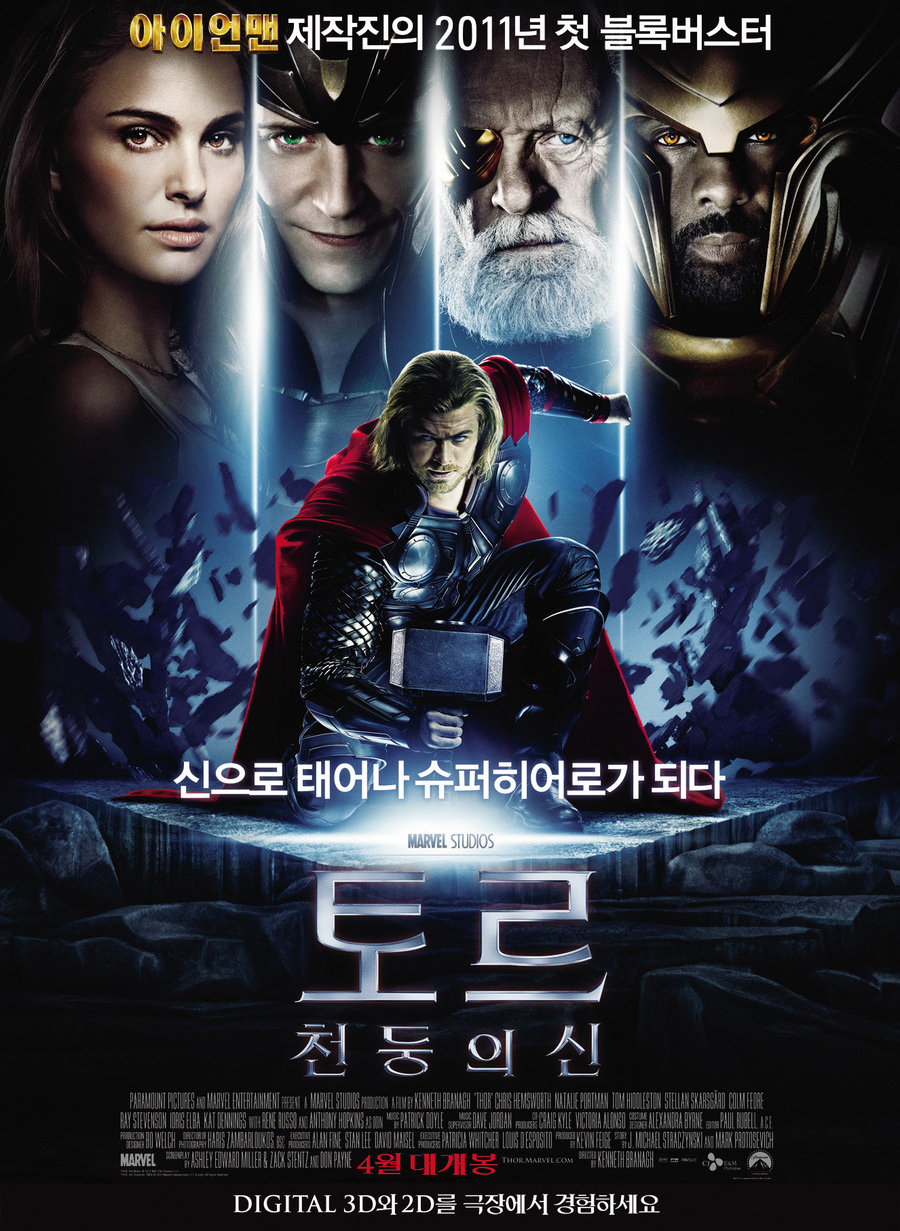 아이언맨 제작진의 2011년 첫 블록버스터
신으로 태어나 슈퍼히어로가 되다
MARVEL STUDIOS
토르
천둥의 신
PARAMOUNT PICTURES AND MARVEL ENTERTAINMENT PRESENT A MARVEL STUDIOS PRODUCTION A FILM BY KENNETH BRANAGH "THOR" CHRIS HEMSWORTH NATALIE PORTMAN TOM HIDDLESTON STELLAN SKARSGÅRD COLM FEORE
RAY STEVENSON IDRIS ELBA KAT DENNINGS WITH RENE RUSSO AND ANTHONY HOPKINS AS ODIN MUSIC BY PATRICK DOYLE MUSIC SUPERVISOR DAVE JORDAN CO PRODUCERS CRAIG KYLE VICTORIA ALONSO COSTUME DESIGNER ALEXANDRA BYRNE EDITOR PAUL RUBELL A.C.E.
PRODUCTION DESIGNER BO WELCH DIRECTOR OF PHOTOGRAPHY HARIS ZAMBARLOUKOS BSC EXECUTIVE PRODUCERS ALAN FINE STAN LEE DAVID MAISEL EXECUTIVE PRODUCERS PATRICIA WHITCHER LOUIS D'ESPOSITO PRODUCED BY KEVIN FEIGE STORY BY J. MICHAEL STRACZYNSKI AND MARK PROTOSEVICH
MARVEL SCREENPLAY BY ASHLEY EDWARD MILLER & ZACK STENTZ AND DON PAYNE 4월 대개봉 THOR.MARVEL.COM DIRECTED BY KENNETH BRANAGH CJ E&M Pictures Paramount
DIGITAL 3D와 2D를 극장에서 경험하세요